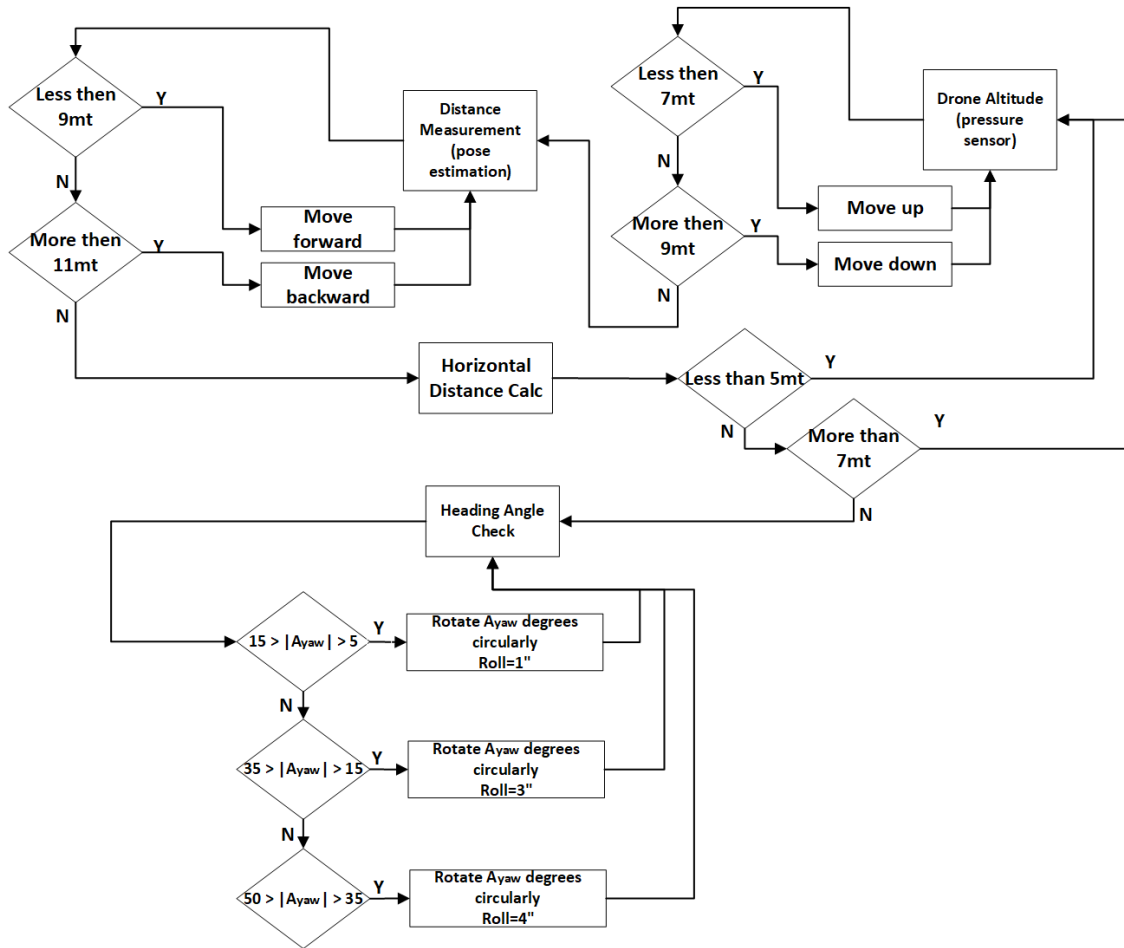 Less then
9mt
Y
N
More then
11mt
Y
N
Move
forward
Move
backward
Distance
Measurement
(pose
estimation)
Less then
7mt
Y
N
More then
9mt
Y
N
Move up
Move down
Drone Altitude
(pressure
sensor)
Horizontal
Distance Calc
Less than 5mt
Y
N
More than
7mt
Y
N
Heading Angle
Check
15 > |Ayaw| > 5
Y
N
Rotate Ayaw degrees
circularly
Roll=1"
35 > |Ayaw| > 15
Y
N
Rotate Ayaw degrees
circularly
Roll=3"
50 > |Ayaw| > 35
Y
Rotate Ayaw degrees
circularly
Roll=4"